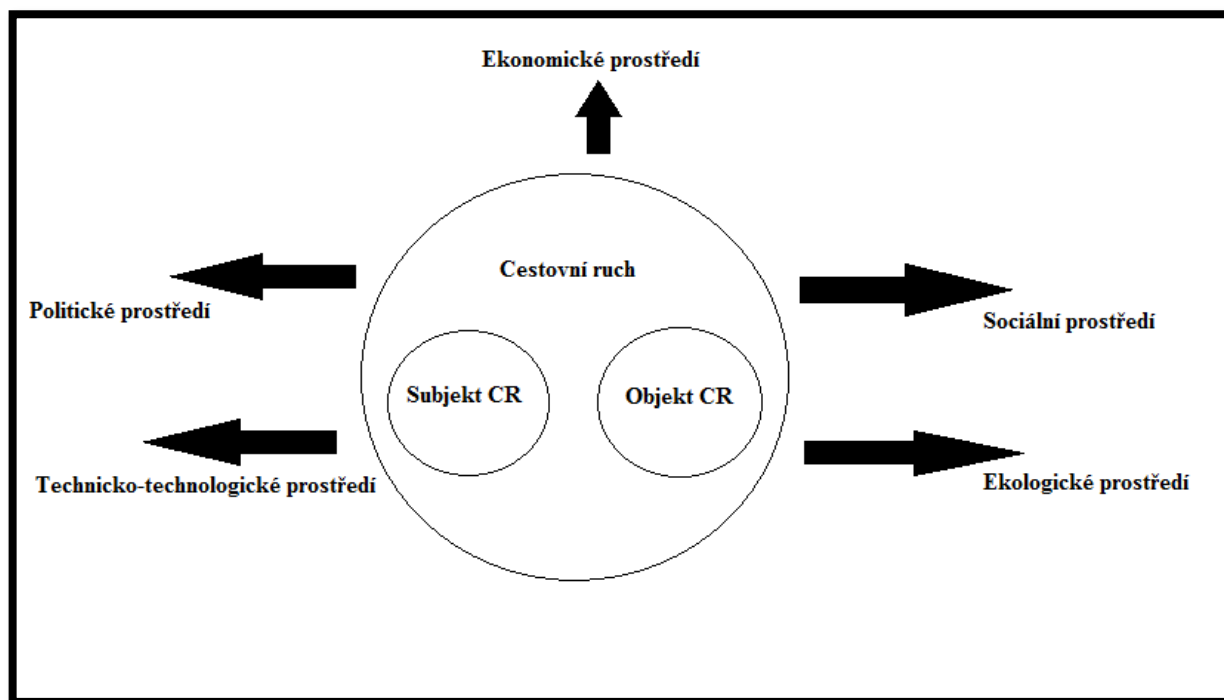 Ekonomické prostředí
Cestovní ruch
Politické prostředí
Sociální prostředí
Subjekt CR
Objekt CR
Technicko-technologické prostředí
Ekologické prostředí